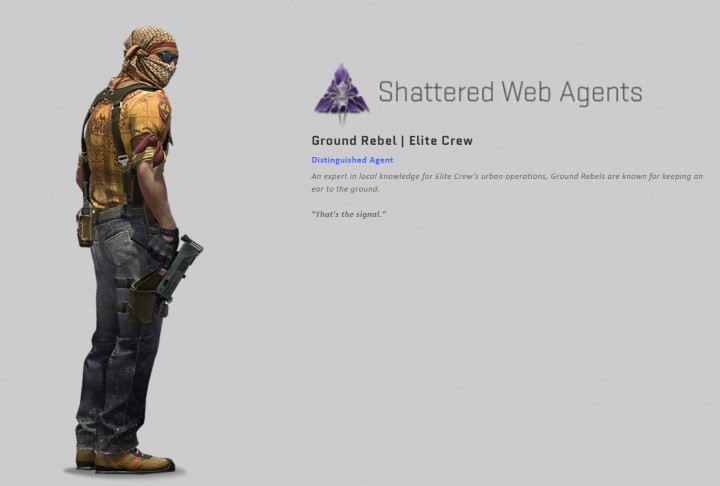 Shattered Web Agents
Ground Rebel | Elite Crew
Distinguished Agent
An expert in local knowledge for Elite Crew's urban operations, Ground Rebels are known for keeping an
ear to the ground.
"That's the signal."